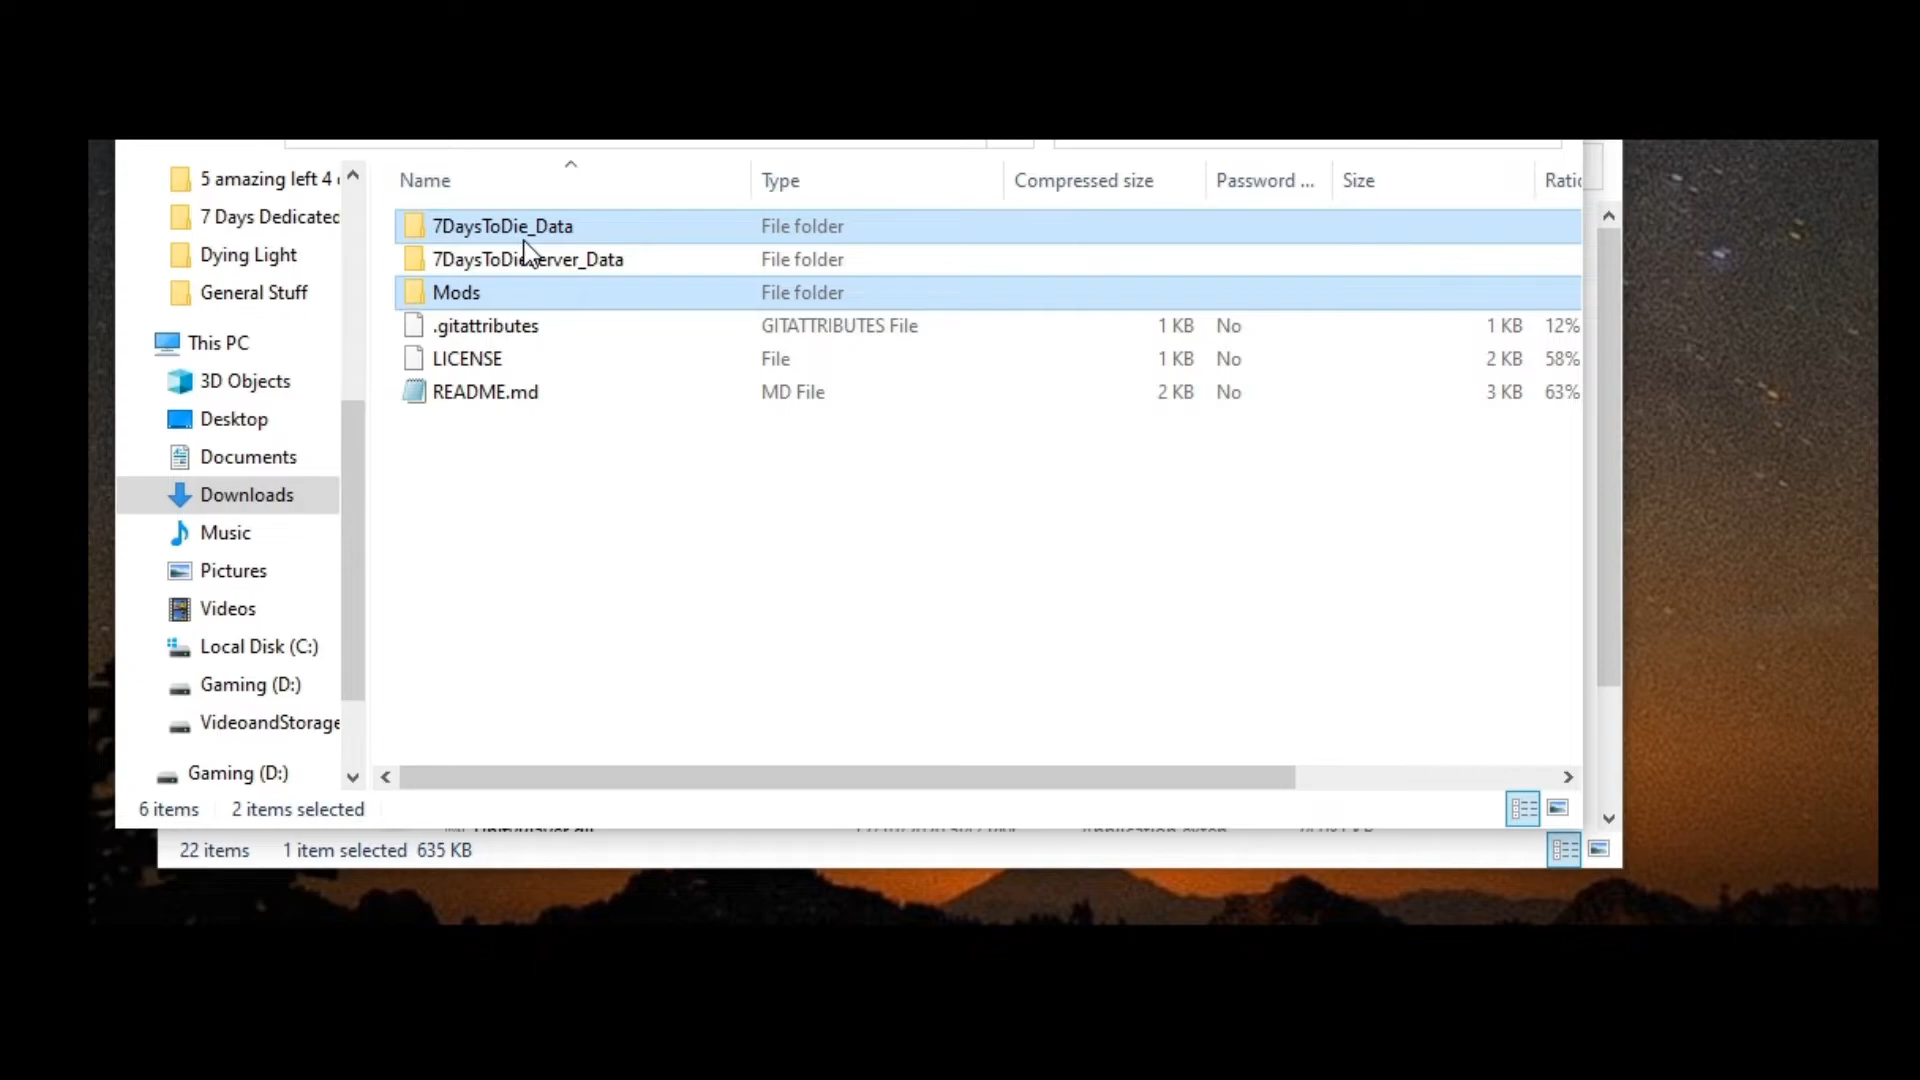 Name
Type
Compressed size
Password ...
Size
Ratio
5 amazing left 4
7 Days Dedicated
Dying Light
General Stuff
This PC
3D Objects
Desktop
Documents
Downloads
Music
Pictures
Videos
Local Disk (C:)
Gaming (D:)
VideoandStorage
Gaming (D:)
7DaysToDie_Data File folder
7DaysToDieServer_Data File folder
Mods File folder
.gitattributes GITATTRIBUTES File 1 KB No 1 KB 12%
LICENSE File 1 KB No 2 KB 58%
README.md MD File 2 KB No 3 KB 63%
6 items 2 items selected
22 items 1 item selected 635 KB